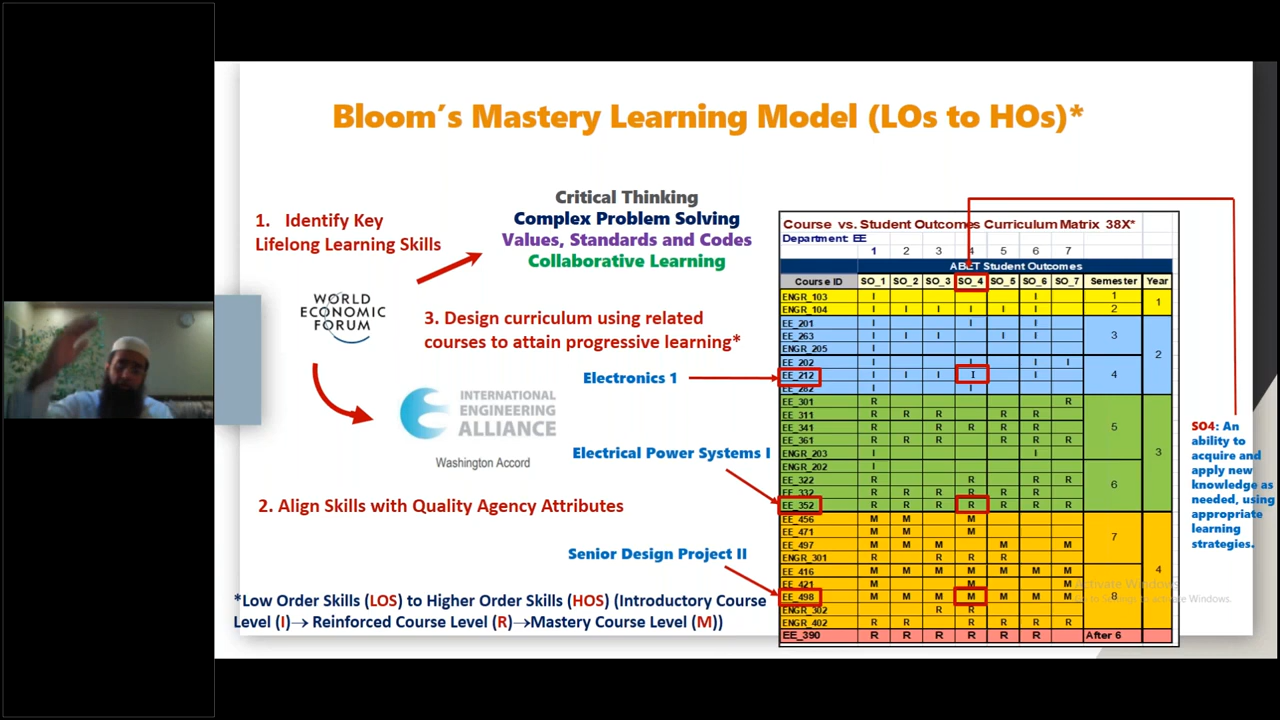 Bloom's Mastery Learning Model (LOs to HOs)*
1. Identify Key
Lifelong Learning Skills
Critical Thinking
Complex Problem Solving
Values, Standards and Codes
Collaborative Learning
WORLD
ECONOMIC
FORUM
3. Design curriculum using related
courses to attain progressive learning*
Electronics 1
INTERNATIONAL
ENGINEERING
ALLIANCE
Washington Accord
Electrical Power Systems I
2. Align Skills with Quality Agency Attributes
Senior Design Project II
*Low Order Skills (LOS) to Higher Order Skills (HOS) (Introductory Course
Level (I)→ Reinforced Course Level (R)→Mastery Course Level (M))
Course vs. Student Outcomes Curriculum Matrix 38X*
Department: EE
1 2 3 4 5 6 7
ABET Student Outcomes
Course ID SO_1 SO_2 SO_3 SO_4 SO_5 SO_6 SO_7 Semester Year
ENGR_103 I I 1 1
ENGR_104 I I I I I I 2
EE_201 I I I 3 2
EE_263 I I I I I
ENGR_205 I
EE_202 I I I I 4
EE_212 I I I I I
EE_282 I I
EE_301 R R 5 3
EE_311 R R R R R
EE_341 R R R R R
EE_361 R R R R R R
ENGR_203 I I
ENGR_202 I 6
EE_322 R R R R
EE_332 R R R R R R
EE_352 R R R R R R R
EE_456 M M M 7 4
EE_471 M M M
EE_497 M M M M M
ENGR_301 R R R
EE_416 M M M M M M M 8
EE_421 M M M
EE_498 M M M M M M M
ENGR_302 R R
ENGR_402 R R R R R R R
EE_390 R R R R R R R After 6
SO4: An
ability to
acquire and
apply new
knowledge as
needed, using
appropriate
learning
strategies.
Activate Windows
Go to Settings to activate Windows.